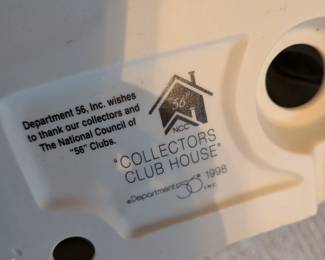 Department 56, Inc. wishes
to thank our collectors and
The National Council of
"56" Clubs.
56
NCC
"COLLECTORS
CLUB HOUSE"
©Department 56 1998
INC.